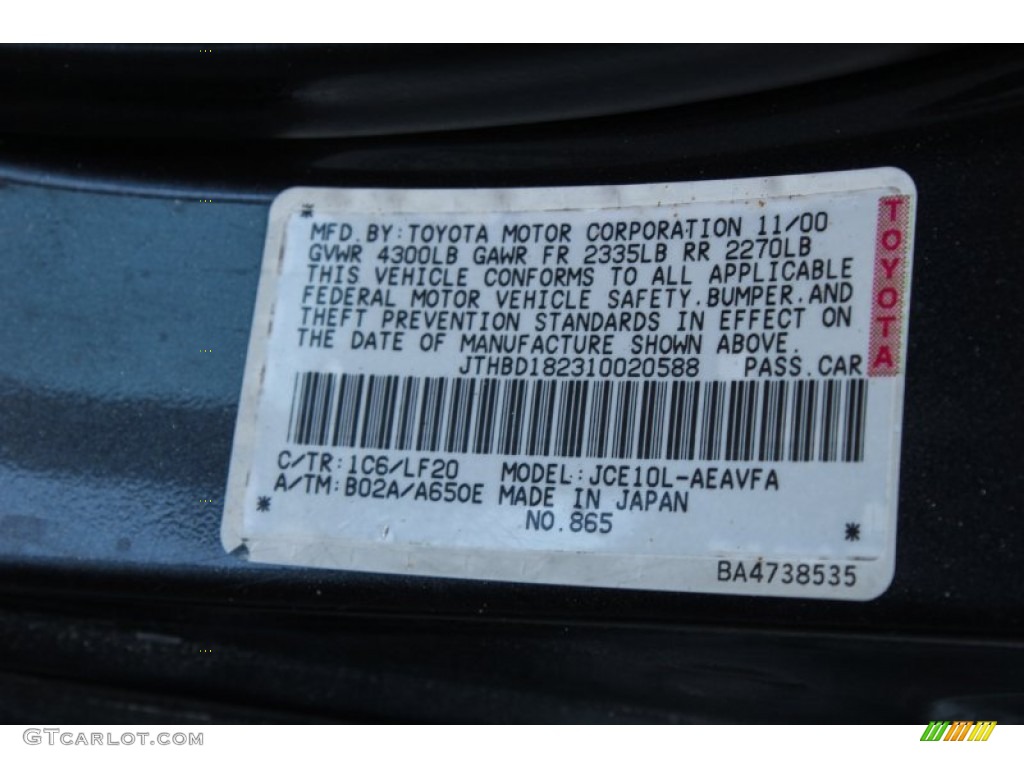 MFD.BY:TOYOTA MOTOR CORPORATION 11/00
GVWR 4300LB GAWR FR 2335LB RR 2270LB
THIS VEHICLE CONFORMS TO ALL APPLICABLE
FEDERAL MOTOR VEHICLE SAFETY.BUMPER.AND
THEFT PREVENTION STANDARDS IN EFFECT ON
THE DATE OF MANUFACTURE SHOWN ABOVE.
JTHBD182310020588 PASS.CAR
TOYOTA
C/TR:1C6/LF20 MODEL:JCE10L-AEAVFA
A/TM:B02A/A650E MADE IN JAPAN
NO.865
BA4738535
GTCarLot.com